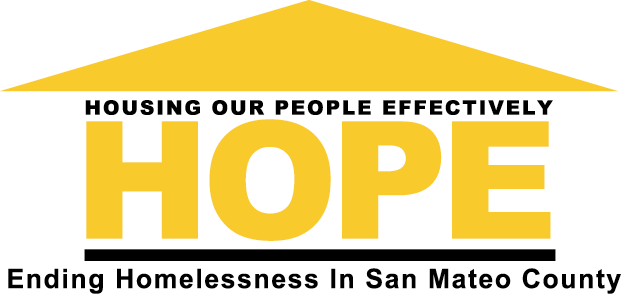 HOUSING OUR PEOPLE EFFECTIVELY
HOPE
Ending Homelessness In San Mateo County